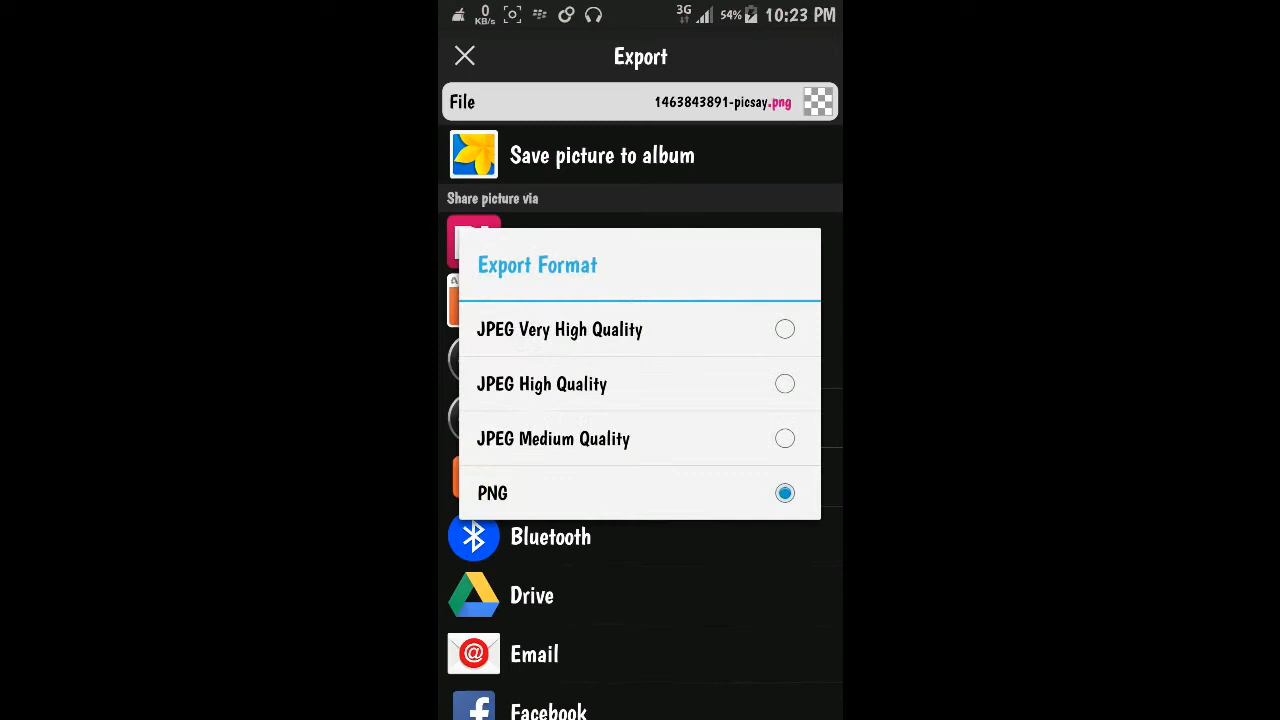 0
KB/s
3G
54%
10:23 PM
Export
File
1463843891-picsay.png
Save picture to album
Share picture via
Export Format
JPEG Very High Quality
JPEG High Quality
JPEG Medium Quality
PNG
Bluetooth
Drive
@
Email
f
Facebook